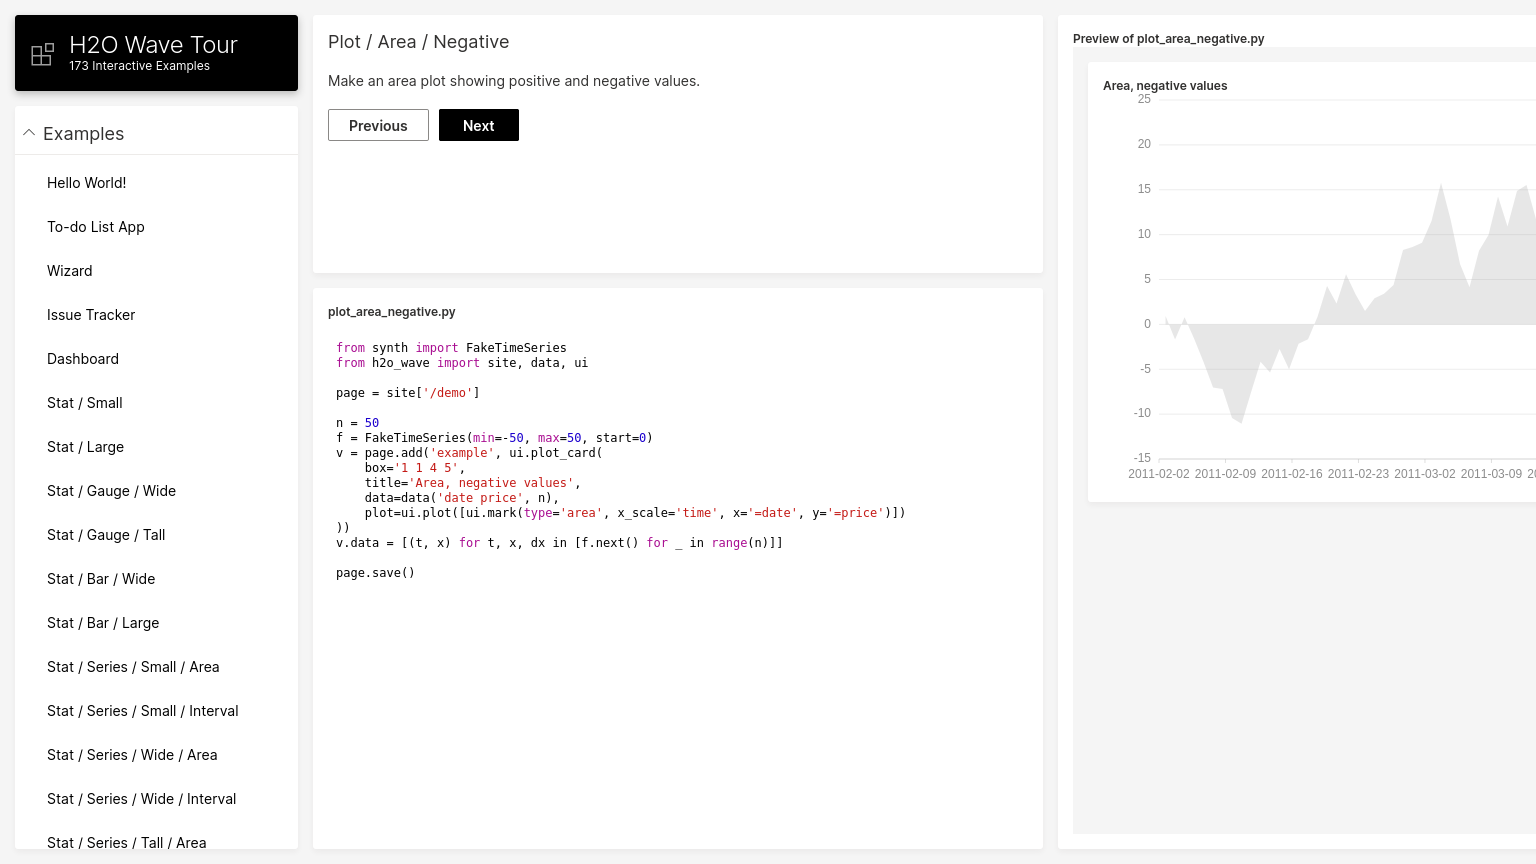 H2O Wave Tour
173 Interactive Examples
Examples
Hello World!
To-do List App
Wizard
Issue Tracker
Dashboard
Stat / Small
Stat / Large
Stat / Gauge / Wide
Stat / Gauge / Tall
Stat / Bar / Wide
Stat / Bar / Large
Stat / Series / Small / Area
Stat / Series / Small / Interval
Stat / Series / Wide / Area
Stat / Series / Wide / Interval
Stat / Series / Tall / Area
Plot / Area / Negative
Make an area plot showing positive and negative values.
Previous Next
plot_area_negative.py
from synth import FakeTimeSeries
from h2o_wave import site, data, ui
page = site['/demo']
n = 50
f = FakeTimeSeries(min=-50, max=50, start=0)
v = page.add('example', ui.plot_card(
    box='1 1 4 5',
    title='Area, negative values',
    data=data('date price', n),
    plot=ui.plot([ui.mark(type='area', x_scale='time', x='=date', y='=price')])
))
v.data = [(t, x) for t, x, dx in [f.next() for _ in range(n)]]
page.save()
Preview of plot_area_negative.py
Area, negative values
25
20
15
10
5
0
-5
-10
-15
2011-02-02 2011-02-09 2011-02-16 2011-02-23 2011-03-02 2011-03-09